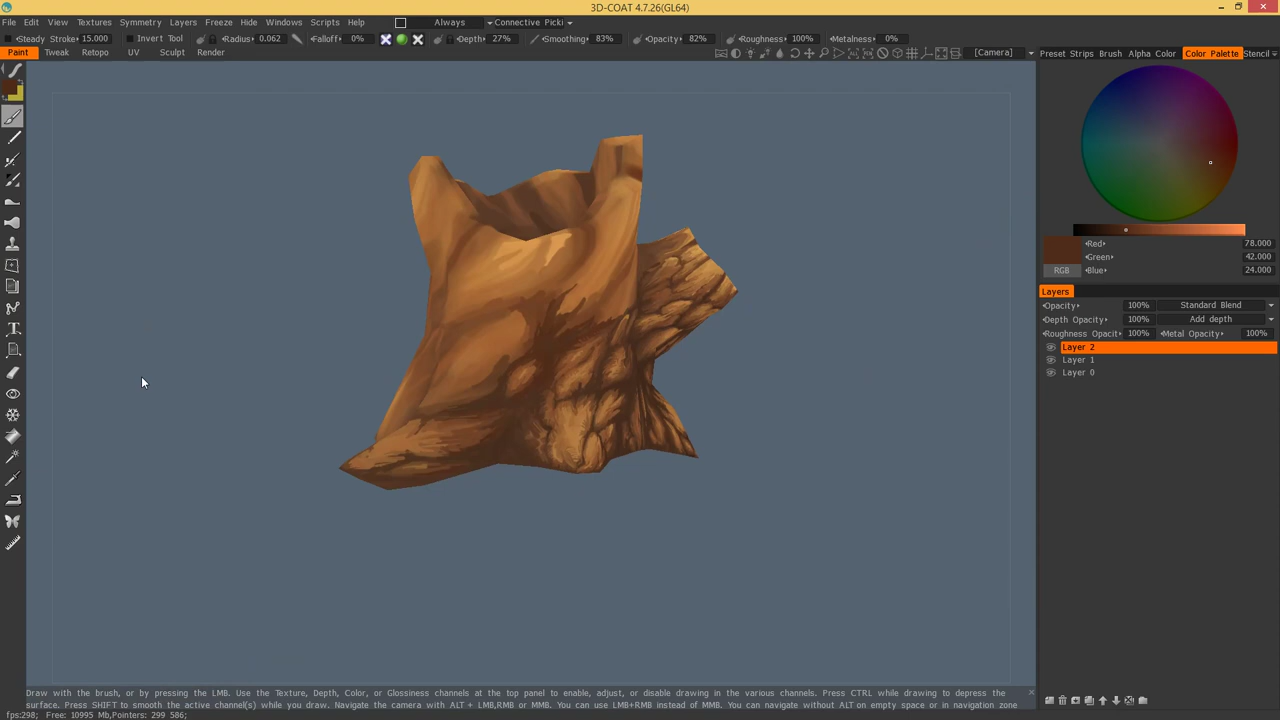 3D-COAT 4.7.26(GL64)
File Edit View Textures Symmetry Layers Freeze Hide Windows Scripts Help Always Connective Picki
Steady Stroke 15.000 Invert Tool Radius 0.062 Falloff 0% Depth 27% Smoothing 83% Opacity 82% Roughness 100% Metalness 0%
Paint Tweak Retopo UV Sculpt Render [Camera] Preset Strips Brush Alpha Color Color Palette Stencil
Red 78.000
RGB Green 42.000
Blue 24.000
Layers
Opacity 100% Standard Blend
Depth Opacity 100% Add depth
Roughness Opacit 100% Metal Opacity 100%
Layer 2
Layer 1
Layer 0
Draw with the brush, or by pressing the LMB. Use the Texture, Depth, Color, or Glossiness channels at the top panel to enable, adjust, or disable drawing in the various channels. Press CTRL while drawing to depress the
surface. Press SHIFT to smooth the active channel(s) while you draw. Navigate the camera with ALT + LMB,RMB or MMB. You can use LMB+RMB instead of MMB. You can navigate without ALT on empty space or in navigation zone
fps:298; Free: 10995 Mb,Pointers: 299 586;